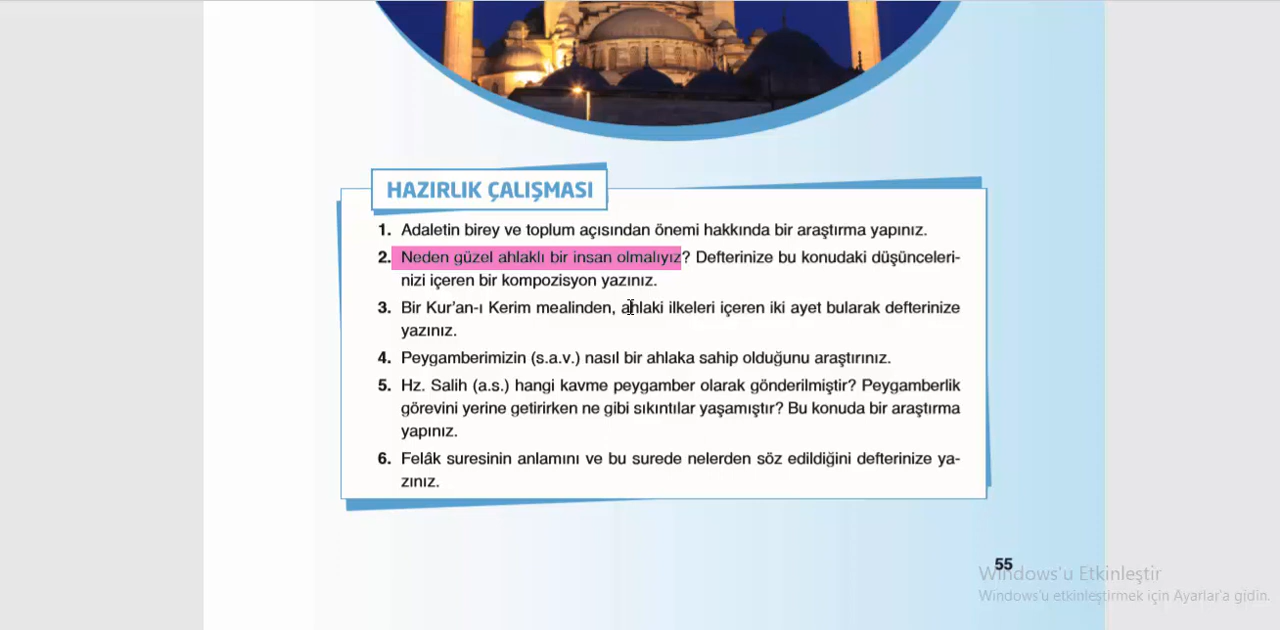 HAZIRLIK ÇALIŞMASI
1. Adaletin birey ve toplum açısından önemi hakkında bir araştırma yapınız.
2. Neden güzel ahlaklı bir insan olmalıyız? Defterinize bu konudaki düşünceleri-
nizi içeren bir kompozisyon yazınız.
3. Bir Kur'an-ı Kerim mealinden, ahlaki ilkeleri içeren iki ayet bularak defterinize
yazınız.
4. Peygamberimizin (s.a.v.) nasıl bir ahlaka sahip olduğunu araştırınız.
5. Hz. Salih (a.s.) hangi kavme peygamber olarak gönderilmiştir? Peygamberlik
görevini yerine getirirken ne gibi sıkıntılar yaşamıştır? Bu konuda bir araştırma
yapınız.
6. Felâk suresinin anlamını ve bu surede nelerden söz edildiğini defterinize ya-
zınız.
55
Windows'u Etkinleştir
Windows'u etkinleştirmek için Ayarlar'a gidin.